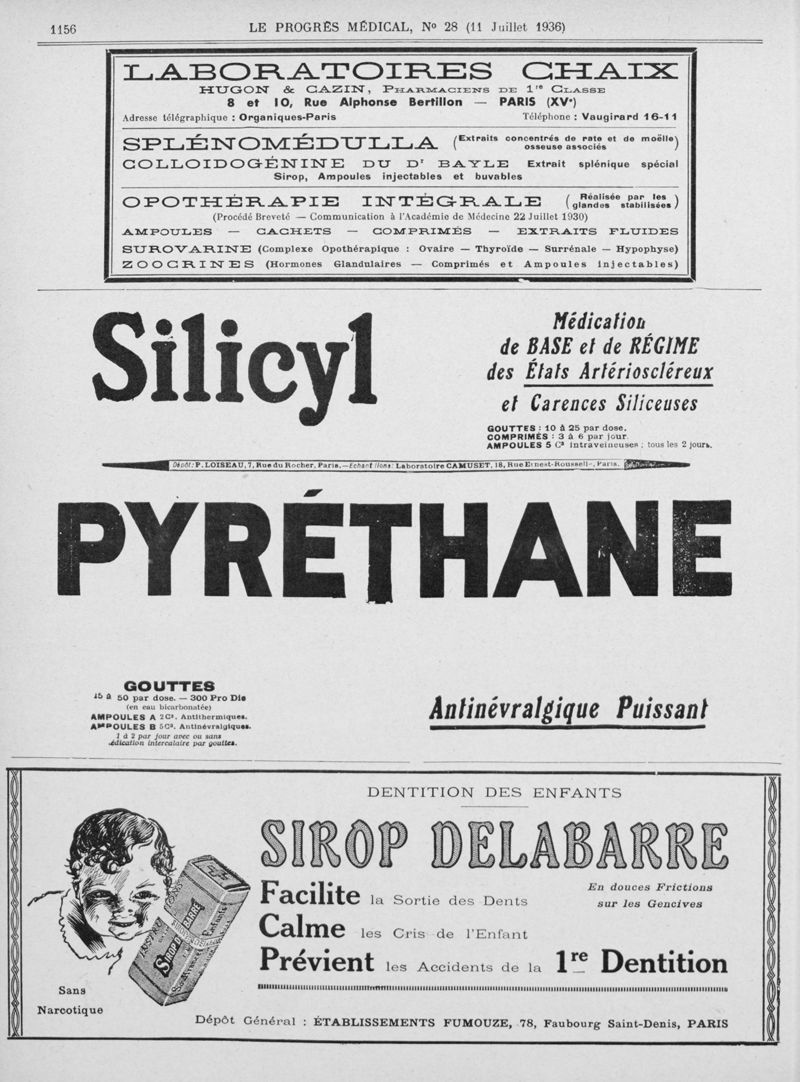 1156
LE PROGRÈS MÉDICAL, No 28 (11 Juillet 1936)
LABORATOIRES CHAIX
HUGON & CAZIN, PHARMACIENS DE 1re CLASSE
8 et 10, Rue Alphonse Bertillon — PARIS (XVe)
Adresse télégraphique : Organiques-Paris
Téléphone : Vaugirard 16-11
SPLÉNOMÉDULLA (Extraits concentrés de rate et de moëlle osseuse associés)
COLLOIDOGÉNINE DU Dr BAYLE Extrait splénique spécial
Sirop, Ampoules injectables et buvables
OPOTHÉRAPIE INTÉGRALE (Réalisée par les glandes stabilisées)
(Procédé Breveté — Communication à l'Académie de Médecine 22 Juillet 1930)
AMPOULES — CACHETS — COMPRIMÉS — EXTRAITS FLUIDES
SUROVARINE (Complexe Opothérapique : Ovaire — Thyroïde — Surrénale — Hypophyse)
ZOOCRINES (Hormones Glandulaires — Comprimés et Ampoules injectables)
Silicyl
Médication
de BASE et de RÉGIME
des États Artérioscléreux
et Carences Siliceuses
GOUTTES : 10 à 25 par dose.
COMPRIMÉS : 3 à 6 par jour.
AMPOULES 5 C3 intraveineuses : tous les 2 jours.
Dépôt: P. LOISEAU, 7, Rue du Rocher, Paris.—Echantillons: Laboratoire CAMUSET, 18, Rue Ernest-Rousselle, Paris.
PYRÉTHANE
GOUTTES
15 à 50 par dose. — 300 Pro Die
(en eau bicarbonatée)
AMPOULES A 2C3. Antithermiques.
AMPOULES B 5C3. Antinévralgiques.
1 à 2 par jour avec ou sans
médication intercalaire par gouttes.
Antinévralgique Puissant
DENTITION DES ENFANTS
SIROP DELABARRE
Facilite la Sortie des Dents
En douces Frictions
sur les Gencives
Calme les Cris de l'Enfant
Prévient les Accidents de la 1re Dentition
SIROP DELABARRE
Sans
Narcotique
Dépôt Général : ÉTABLISSEMENTS FUMOUZE, 78, Faubourg Saint-Denis, PARIS